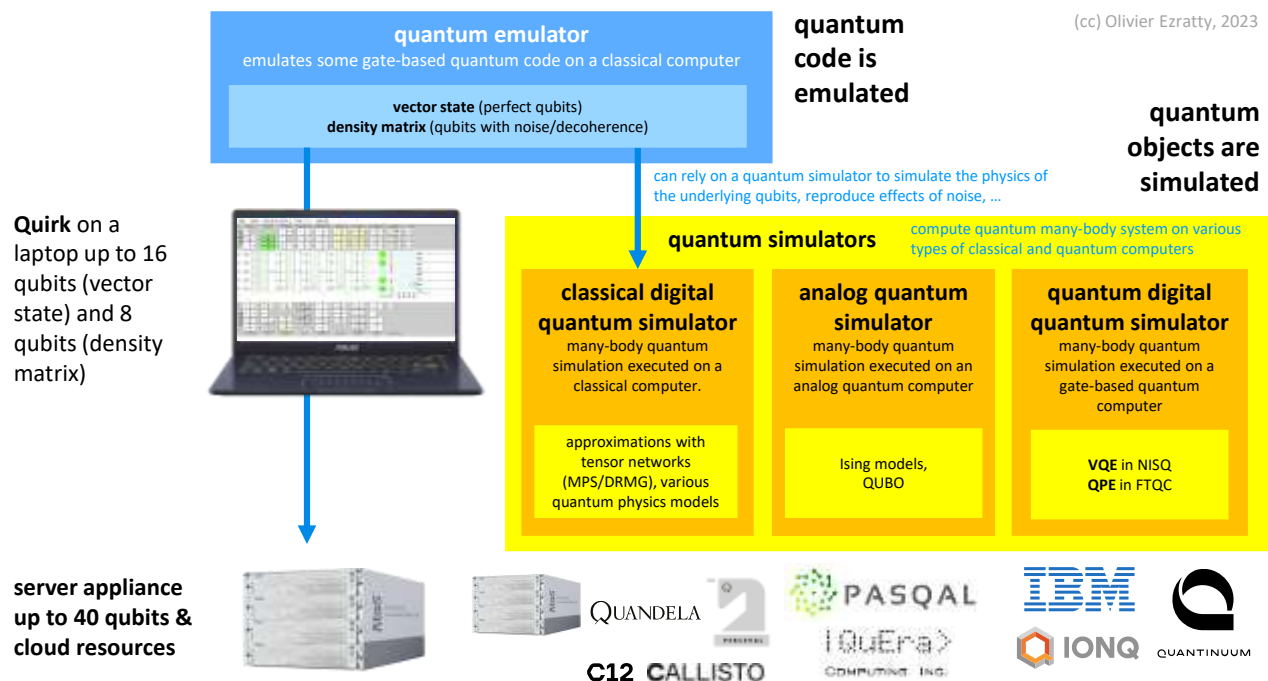 (cc) Olivier Ezratty, 2023
quantum emulator
emulates some gate-based quantum code on a classical computer
vector state (perfect qubits)
density matrix (qubits with noise/decoherence)
quantum
code is
emulated
quantum
objects are
simulated
can rely on a quantum simulator to simulate the physics of
the underlying qubits, reproduce effects of noise, …
Quirk on a
laptop up to 16
qubits (vector
state) and 8
qubits (density
matrix)
quantum simulators
compute quantum many-body system on various
types of classical and quantum computers
classical digital
quantum simulator
many-body quantum
simulation executed on a
classical computer.
approximations with
tensor networks
(MPS/DRMG), various
quantum physics models
analog quantum
simulator
many-body quantum
simulation executed on an
analog quantum computer
Ising models,
QUBO
quantum digital
quantum simulator
many-body quantum
simulation executed on a
gate-based quantum
computer
VQE in NISQ
QPE in FTQC
server appliance
up to 40 qubits &
cloud resources
Atos
Atos
QUANDELA
PERCEVAL
C12 CALLISTO
PASQAL
|QuEra>
COMPUTING INC.
IBM
IONQ
QUANTINUUM